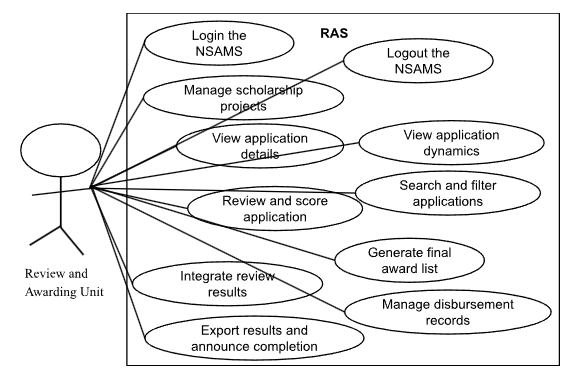 RAS
Login the
NSAMS
Logout the
NSAMS
Manage scholarship
projects
View application
details
View application
dynamics
Review and score
application
Search and filter
applications
Generate final
award list
Integrate review
results
Manage disbursement
records
Export results and
announce completion
Review and
Awarding Unit